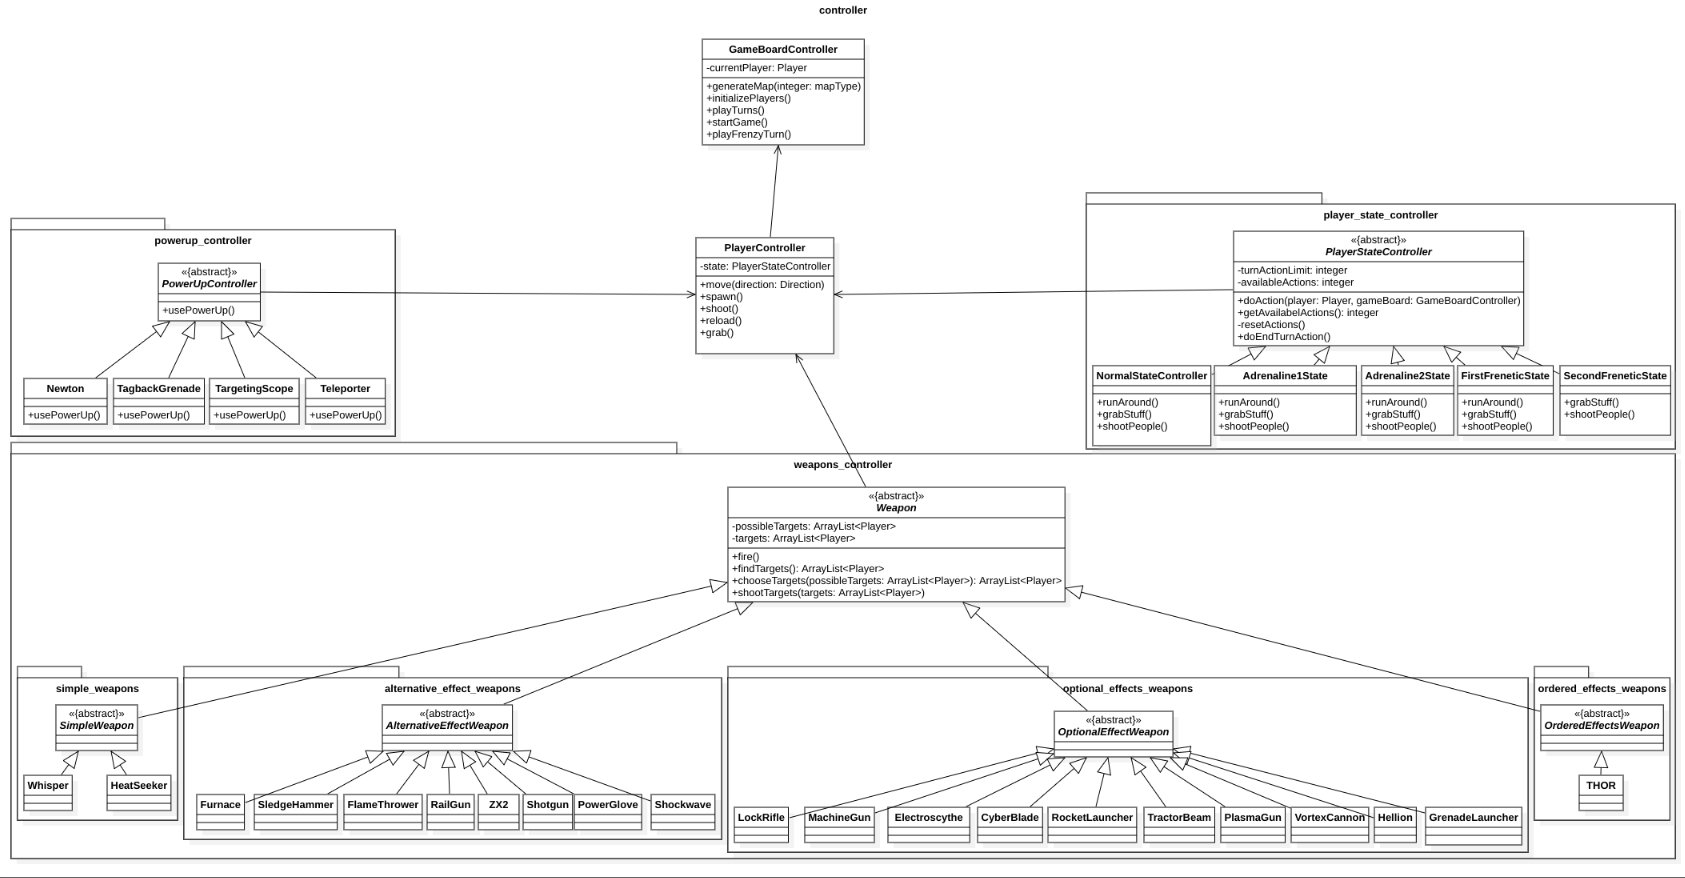 controller
GameBoardController
-currentPlayer: Player
+generateMap(integer: mapType)
+initializePlayers()
+playTurns()
+startGame()
+playFrenzyTurn()
powerup_controller
«{abstract}»
PowerUpController
+usePowerUp()
Newton
+usePowerUp()
TagbackGrenade
+usePowerUp()
TargetingScope
+usePowerUp()
Teleporter
+usePowerUp()
PlayerController
-state: PlayerStateController
+move(direction: Direction)
+spawn()
+shoot()
+reload()
+grab()
player_state_controller
«{abstract}»
PlayerStateController
-turnActionLimit: integer
-availableActions: integer
+doAction(player: Player, gameBoard: GameBoardController)
+getAvailabelActions(): integer
-resetActions()
+doEndTurnAction()
NormalStateController
+runAround()
+grabStuff()
+shootPeople()
Adrenaline1State
+runAround()
+grabStuff()
+shootPeople()
Adrenaline2State
+runAround()
+grabStuff()
+shootPeople()
FirstFreneticState
+runAround()
+grabStuff()
+shootPeople()
SecondFreneticState
+grabStuff()
+shootPeople()
weapons_controller
«{abstract}»
Weapon
-possibleTargets: ArrayList<Player>
-targets: ArrayList<Player>
+fire()
+findTargets(): ArrayList<Player>
+chooseTargets(possibleTargets: ArrayList<Player>): ArrayList<Player>
+shootTargets(targets: ArrayList<Player>)
simple_weapons
«{abstract}»
SimpleWeapon
Whisper
HeatSeeker
alternative_effect_weapons
«{abstract}»
AlternativeEffectWeapon
Furnace
SledgeHammer
FlameThrower
RailGun
ZX2
Shotgun
PowerGlove
Shockwave
optional_effects_weapons
«{abstract}»
OptionalEffectWeapon
LockRifle
MachineGun
Electroscythe
CyberBlade
RocketLauncher
TractorBeam
PlasmaGun
VortexCannon
Hellion
GrenadeLauncher
ordered_effects_weapons
«{abstract}»
OrderedEffectsWeapon
THOR